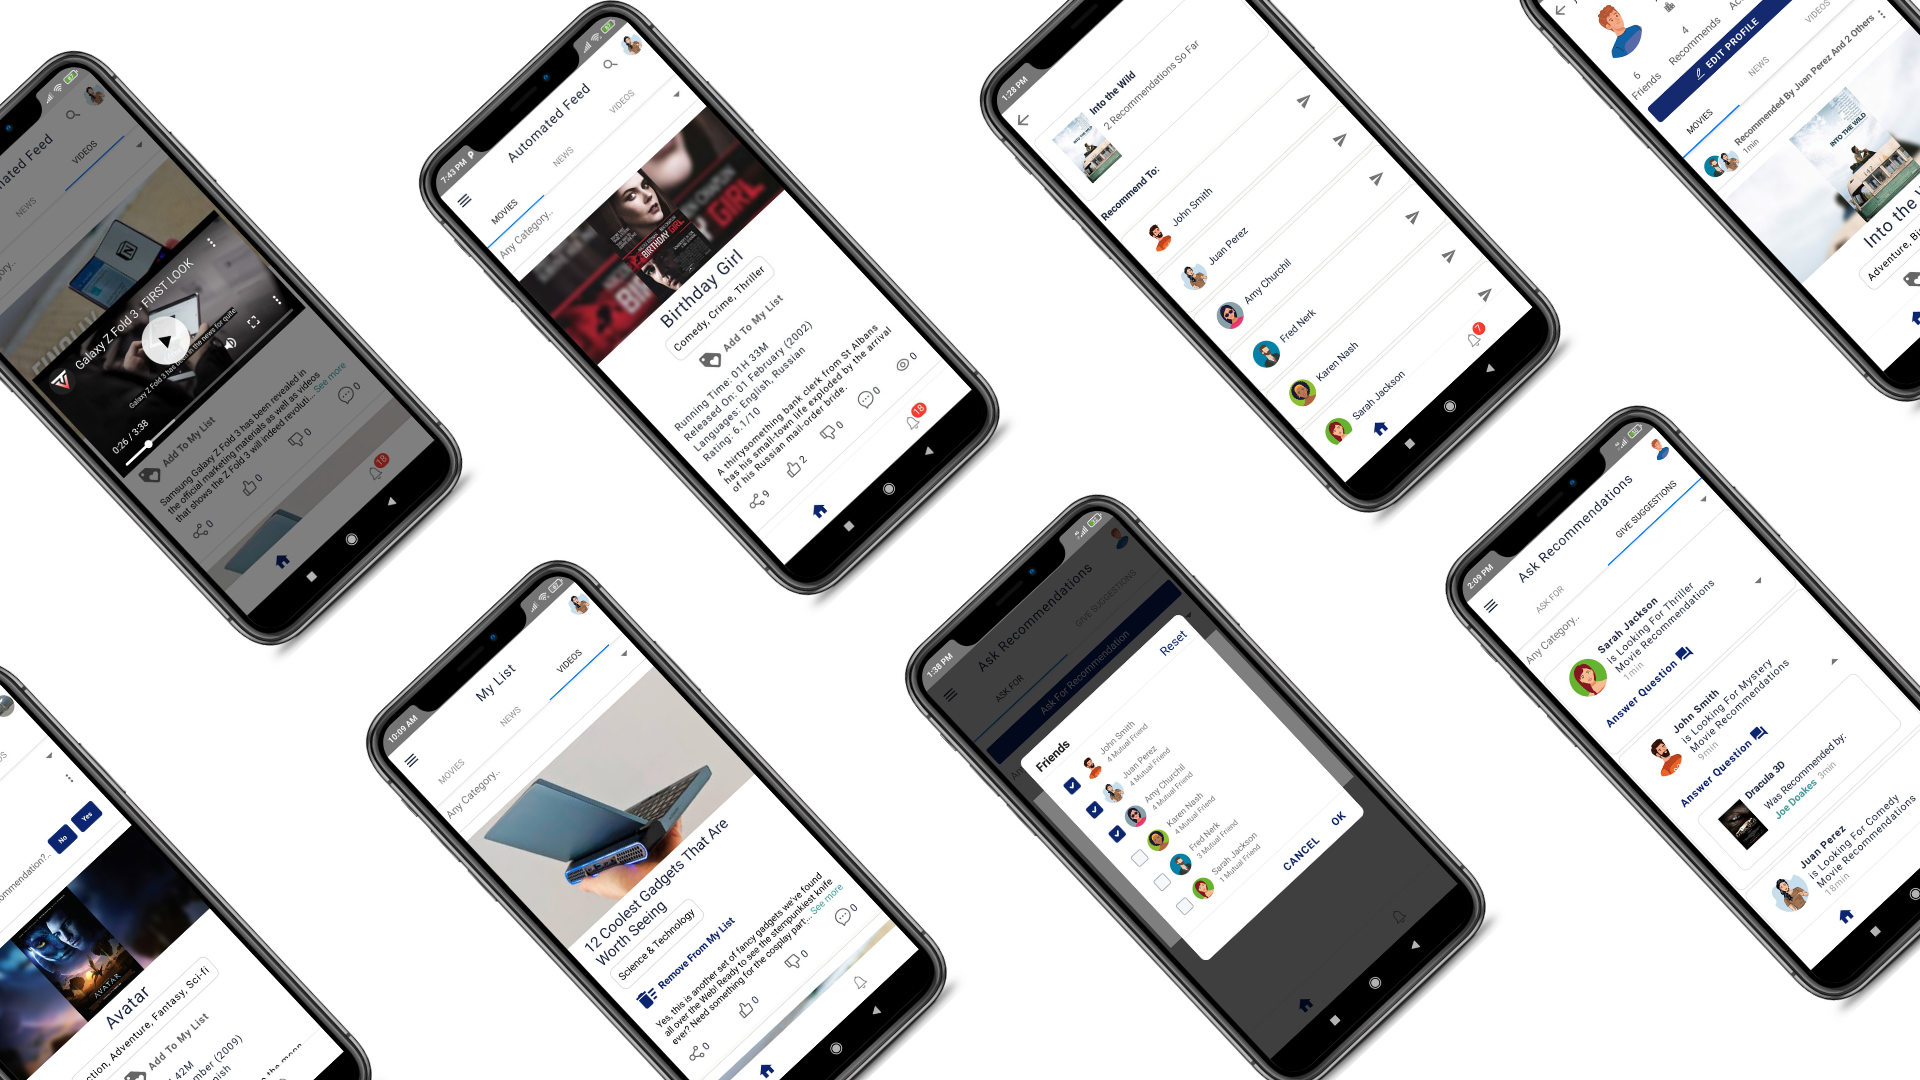 mated Feed
NEWS
VIDEOS
Galaxy Z Fold 3 - FIRST LOOK
0:26 / 3:38
Add To My List
Samsung Galaxy Z Fold 3 has been revealed in
the official marketing materials as well as videos
that shows the Z Fold 3 will indeed revoluti... See more
0
0
0
0
18
7:43 PM
Automated Feed
MOVIES
NEWS
VIDEOS
Any Category..
BIRTHDAY GIRL
Birthday Girl
Comedy, Crime, Thriller
Add To My List
Running Time: 01H 33M
Released On: 01 February (2002)
Languages: English, Russian
Rating: 6.1/10
A thirtysomething bank clerk from St Albans
has his small-town life exploded by the arrival
of his Russian mail-order bride.
9
2
0
0
0
18
1:28 PM
Into the Wild
2 Recommendations So Far
Recommend To:
John Smith
Juan Perez
Amy Churchil
Fred Nerk
Karen Nash
Sarah Jackson
7
6
Friends
4
Recommends
EDIT PROFILE
MOVIES
NEWS
VIDEOS
Recommended By Juan Perez And 2 Others
1min
INTO THE WILD
Into the
Adventure,
No
Yes
AVATAR
Avatar
ction, Adventure, Fantasy, Sci-fi
Add To My List
42M
mber (2009)
nish
10:09 AM
My List
MOVIES
NEWS
VIDEOS
Any Category..
12 Coolest Gadgets That Are
Worth Seeing
Science & Technology
Remove From My List
Yes, this is another set of fancy gadgets we've found
all over the Web! Ready to see the steampunkiest knife
ever? Need something for the cosplay part... See more
0
0
0
0
1:38 PM
Ask Recommendations
ASK FOR
GIVE SUGGESTIONS
Ask For Recommendation
Reset
Friends
John Smith
4 Mutual Friend
Juan Perez
4 Mutual Friend
Amy Churchil
4 Mutual Friend
Karen Nash
4 Mutual Friend
Fred Nerk
3 Mutual Friend
Sarah Jackson
1 Mutual Friend
CANCEL
OK
2:09 PM
Ask Recommendations
ASK FOR
GIVE SUGGESTIONS
Any Category..
Sarah Jackson
is Looking For Thriller
Movie Recommendations
1min
Answer Question
John Smith
is Looking For Mystery
Movie Recommendations
9min
Answer Question
Dracula 3D
Was Recommended by:
Joe Doakes 3min
Juan Perez
is Looking For Comedy
Movie Recommendations
18min